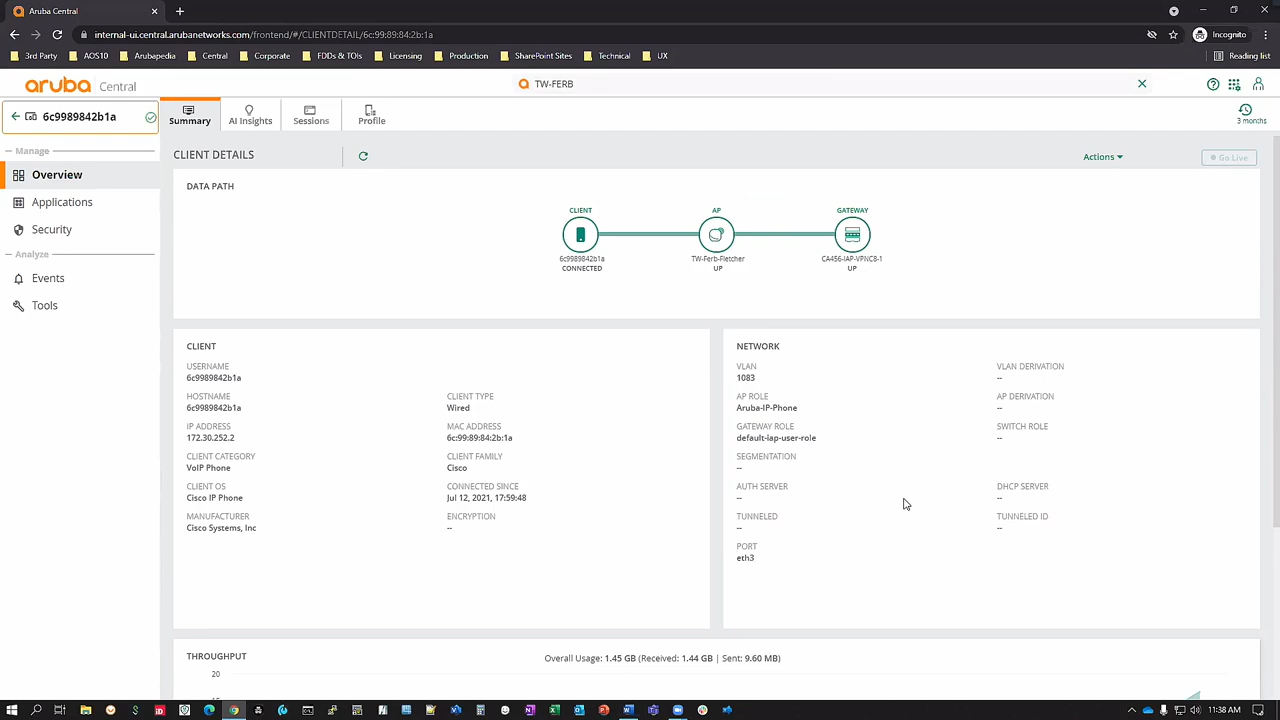 Aruba Central
internal-ui.central.arubanetworks.com/frontend/#/CLIENTDETAIL/6c:99:89:84:2b:1a
Incognito
3rd Party AOS10 Arubapedia Central Corporate FDDs & TOIs Licensing Production SharePoint Sites Technical UX Reading list
aruba Central
TW-FERB
6c9989842b1a
Summary AI Insights Sessions Profile
3 months
Manage
Overview
Applications
Security
Analyze
Events
Tools
CLIENT DETAILS
Actions
Go Live
DATA PATH
CLIENT AP GATEWAY
6c9989842b1a TW-Ferb-Fletcher CA456-IAP-VPNC8-1
CONNECTED UP UP
CLIENT
USERNAME
6c9989842b1a
HOSTNAME CLIENT TYPE
6c9989842b1a Wired
IP ADDRESS MAC ADDRESS
172.30.252.2 6c:99:89:84:2b:1a
CLIENT CATEGORY CLIENT FAMILY
VoIP Phone Cisco
CLIENT OS CONNECTED SINCE
Cisco IP Phone Jul 12, 2021, 17:59:48
MANUFACTURER ENCRYPTION
Cisco Systems, Inc --
NETWORK
VLAN VLAN DERIVATION
1083 --
AP ROLE AP DERIVATION
Aruba-IP-Phone --
GATEWAY ROLE SWITCH ROLE
default-iap-user-role --
SEGMENTATION
--
AUTH SERVER DHCP SERVER
-- --
TUNNELED TUNNELED ID
-- --
PORT
eth3
THROUGHPUT
Overall Usage: 1.45 GB (Received: 1.44 GB | Sent: 9.60 MB)
20
11:38 AM